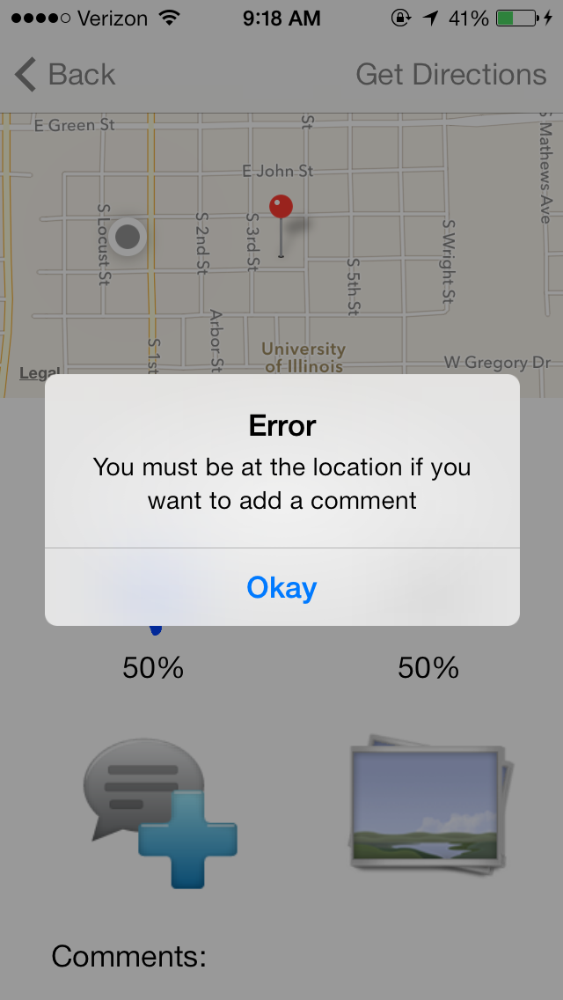 Verizon 9:18 AM 41%
Back Get Directions
E Green St
St
S Mathews Ave
E John St
S Locust St
S 2nd St
S 3rd St
S Wright St
S 5th St
Arbor St
S 1st
University
of Illinois
W Gregory Dr
Legal
Error
You must be at the location if you
want to add a comment
Okay
50% 50%
Comments: